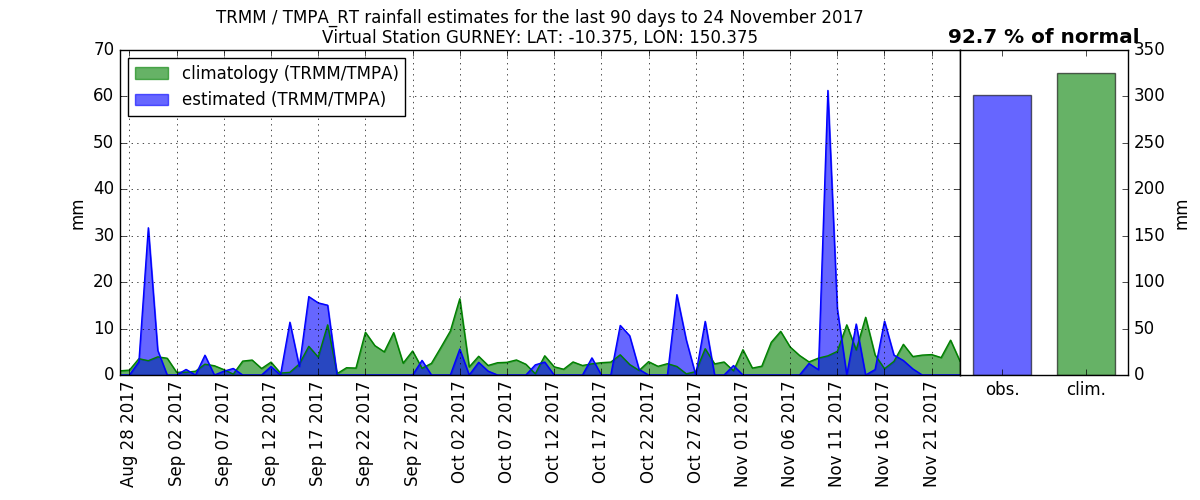 TRMM / TMPA_RT rainfall estimates for the last 90 days to 24 November 2017
Virtual Station GURNEY: LAT: -10.375, LON: 150.375
92.7 % of normal
climatology (TRMM/TMPA)
estimated (TRMM/TMPA)
mm
70
60
50
40
30
20
10
0
Aug 28 2017
Sep 02 2017
Sep 07 2017
Sep 12 2017
Sep 17 2017
Sep 22 2017
Sep 27 2017
Oct 02 2017
Oct 07 2017
Oct 12 2017
Oct 17 2017
Oct 22 2017
Oct 27 2017
Nov 01 2017
Nov 06 2017
Nov 11 2017
Nov 16 2017
Nov 21 2017
obs.
clim.
350
300
250
200
150
100
50
0
mm